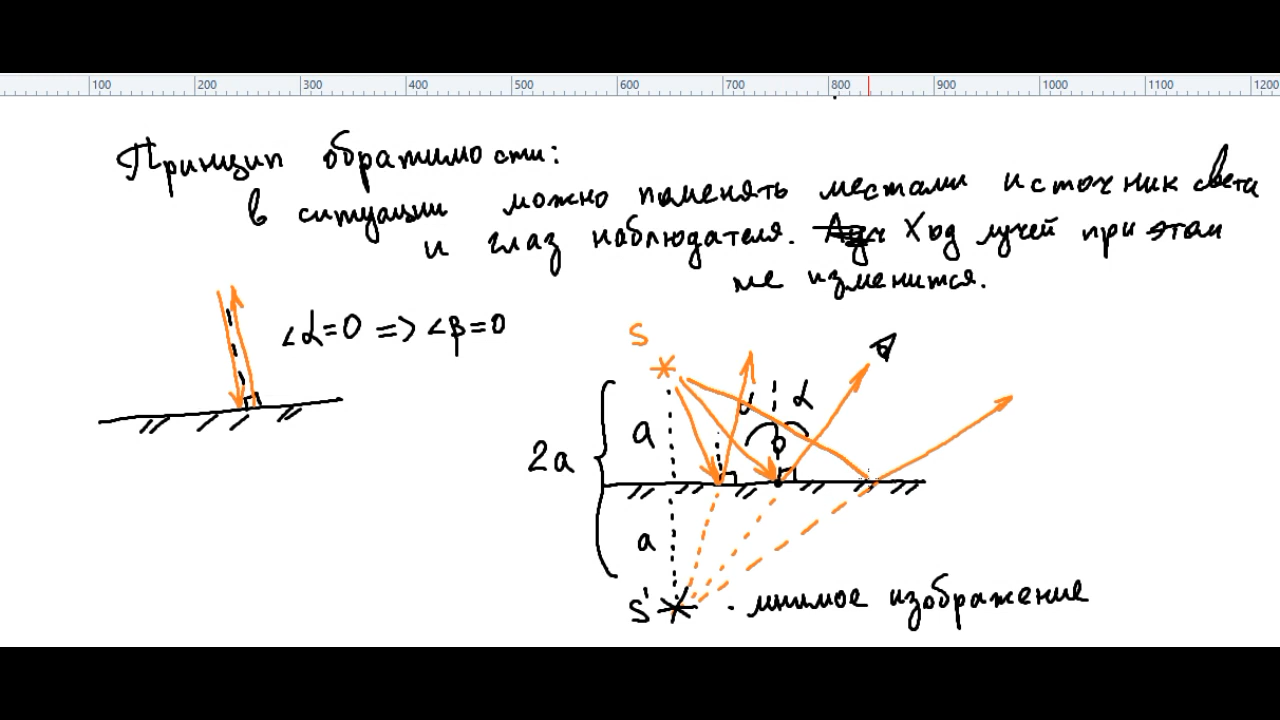 100 200 300 400 500 600 700 800 900 1000 1100 1200
Принцип обратимости:
в ситуации можно поменять местами источник света
и глаз наблюдателя. Ход лучей при этом
не изменится.
∠α=0 => ∠β=0
S
α
a
2a
a
S' - мнимое изображение